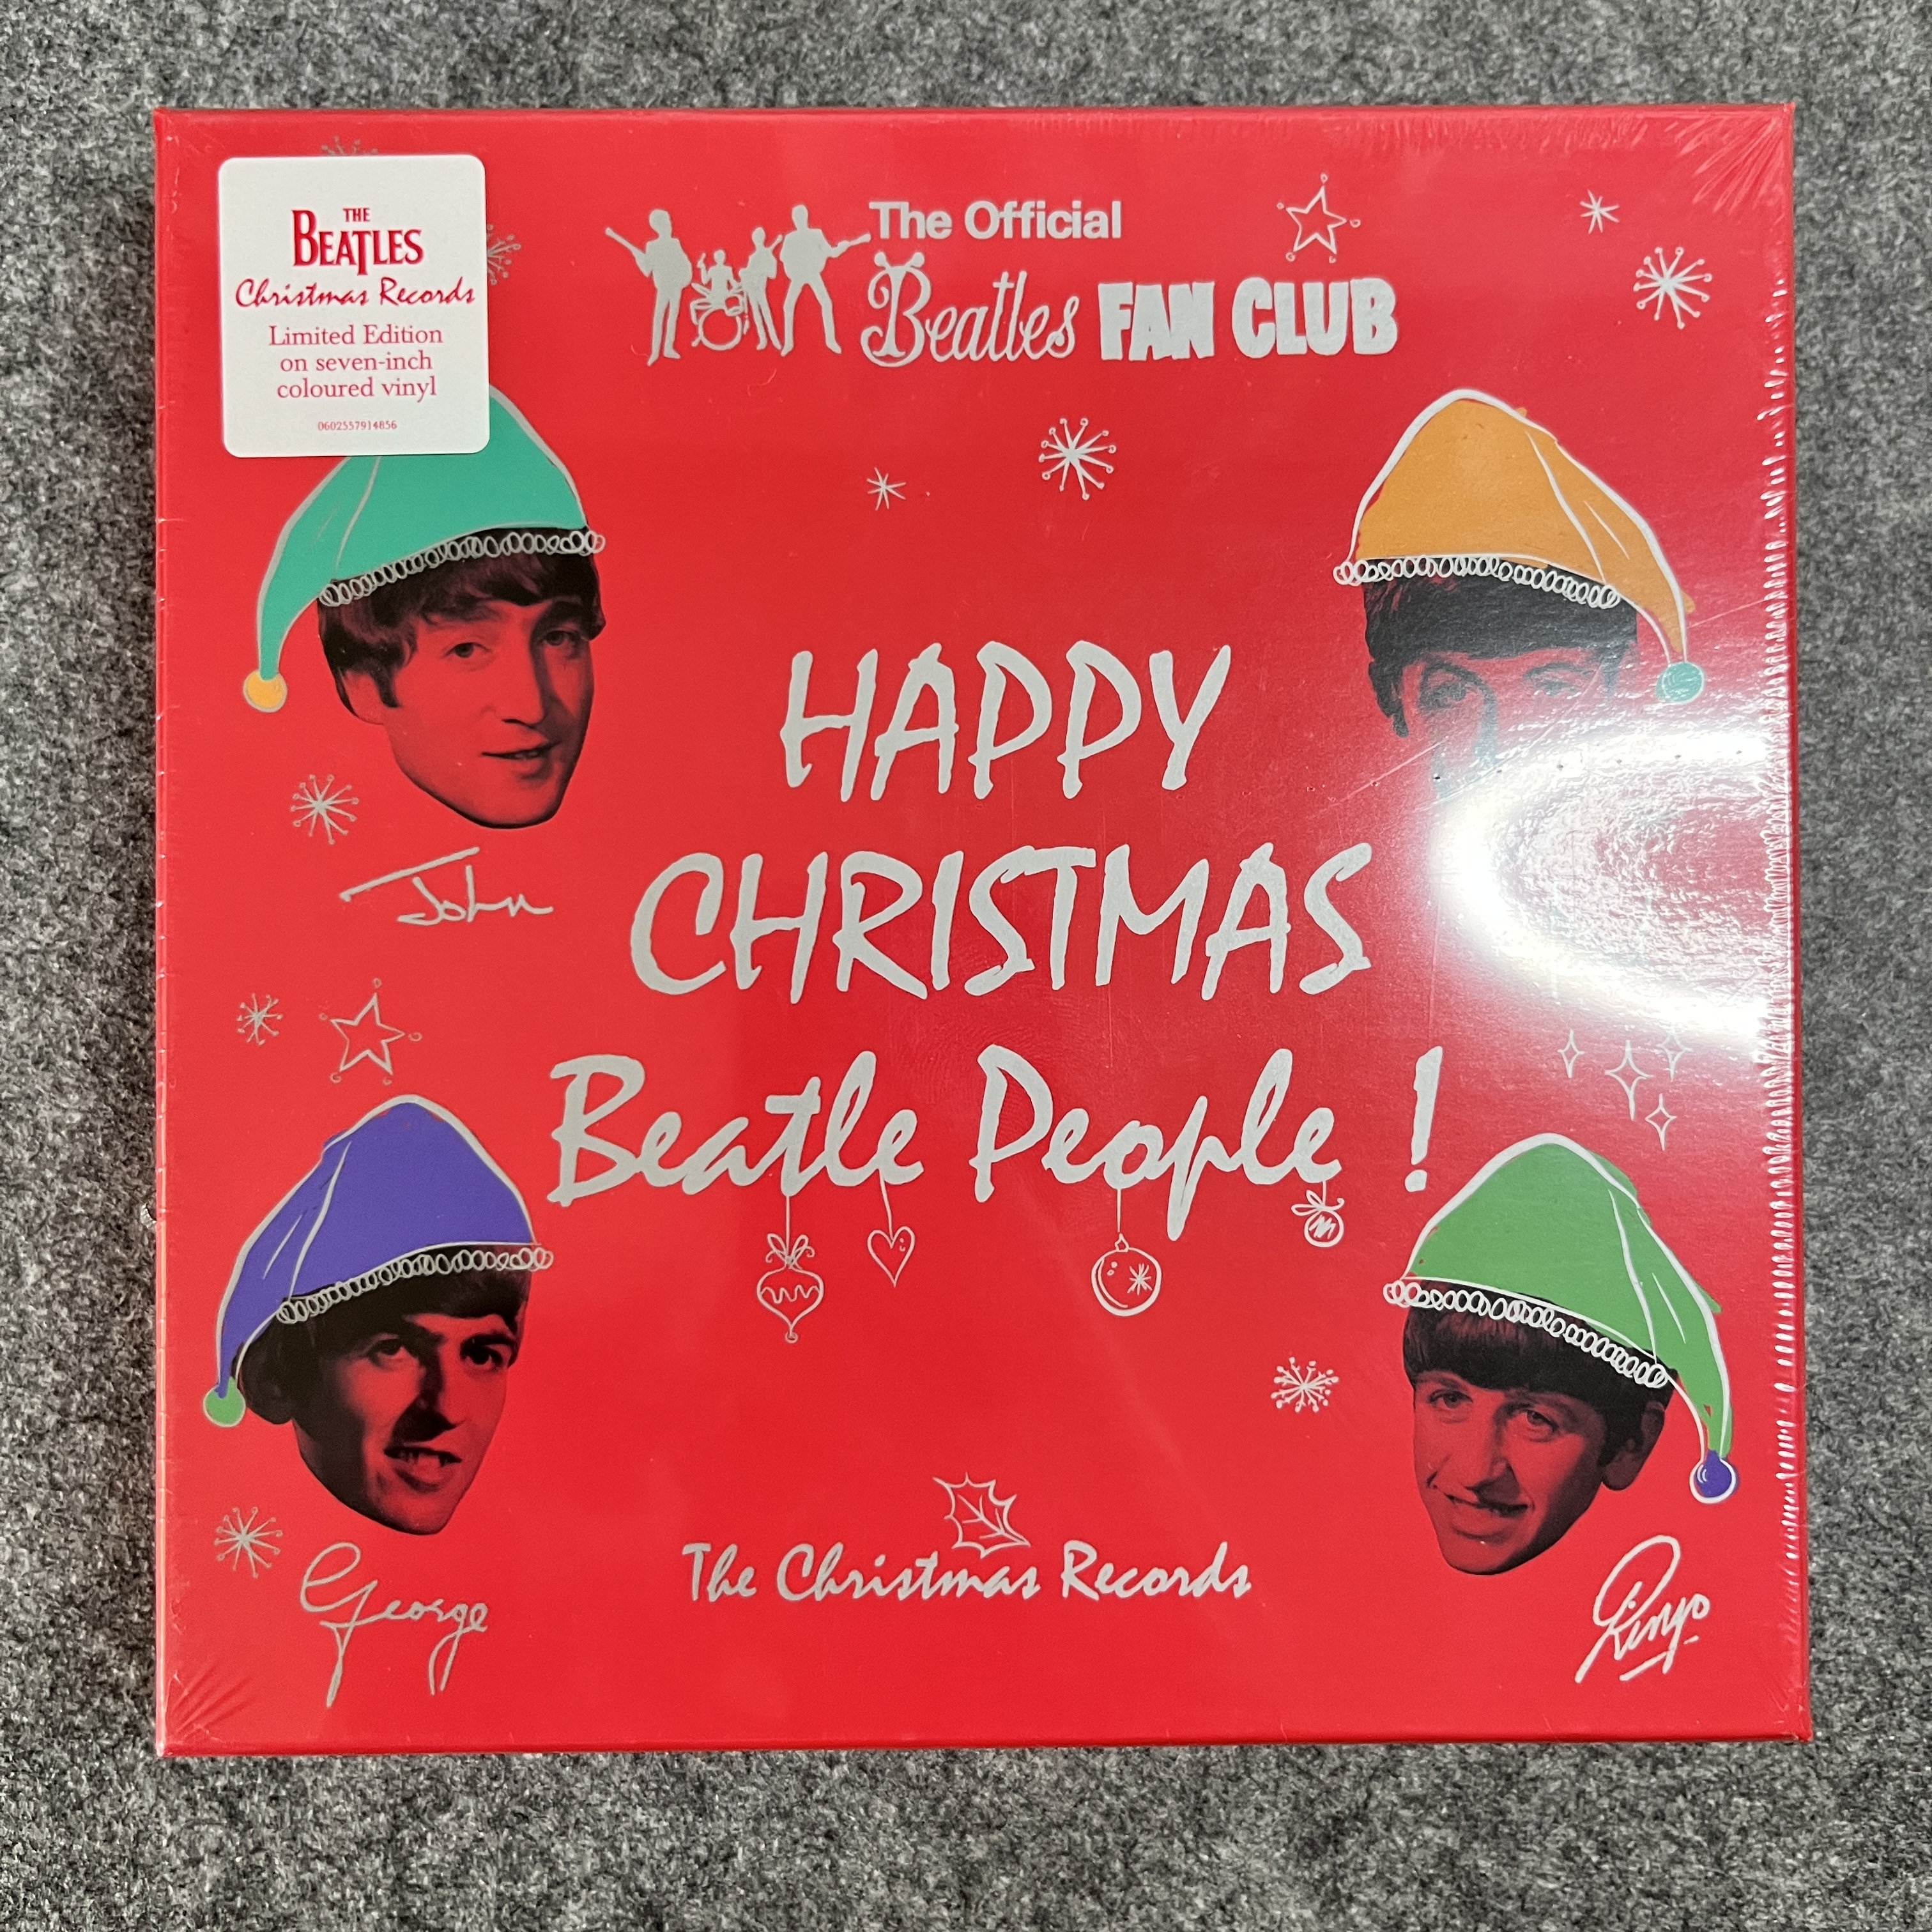 THE
BEATLES
Christmas Records
Limited Edition
on seven-inch
coloured vinyl
0602557914856
The Official
Beatles FAN CLUB
HAPPY
CHRISTMAS
Beatle People !
John
George
Ringo
The Christmas Records